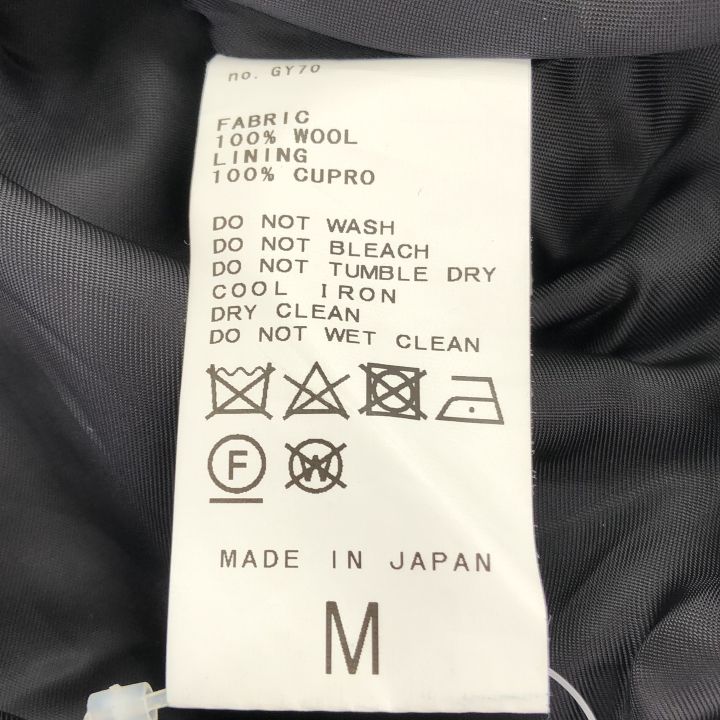 no. GY70
FABRIC
100% WOOL
LINING
100% CUPRO
DO NOT WASH
DO NOT BLEACH
DO NOT TUMBLE DRY
COOL IRON
DRY CLEAN
DO NOT WET CLEAN
F W
MADE IN JAPAN
M